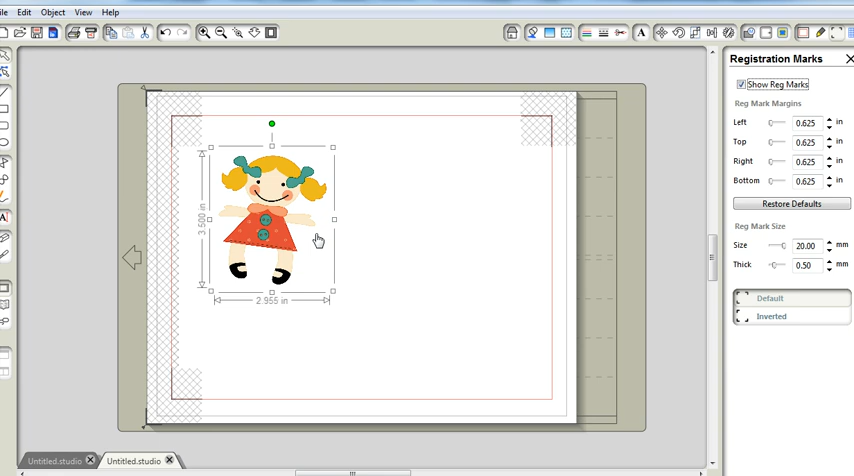 ile Edit Object View Help
A
Registration Marks
Show Reg Marks
Reg Mark Margins
Left 0.625 in
Top 0.625 in
Right 0.625 in
Bottom 0.625 in
Restore Defaults
Reg Mark Size
Size 20.00 mm
Thick 0.50 mm
Default
Inverted
3.500 in
2.955 in
A
Untitled.studio Untitled.studio